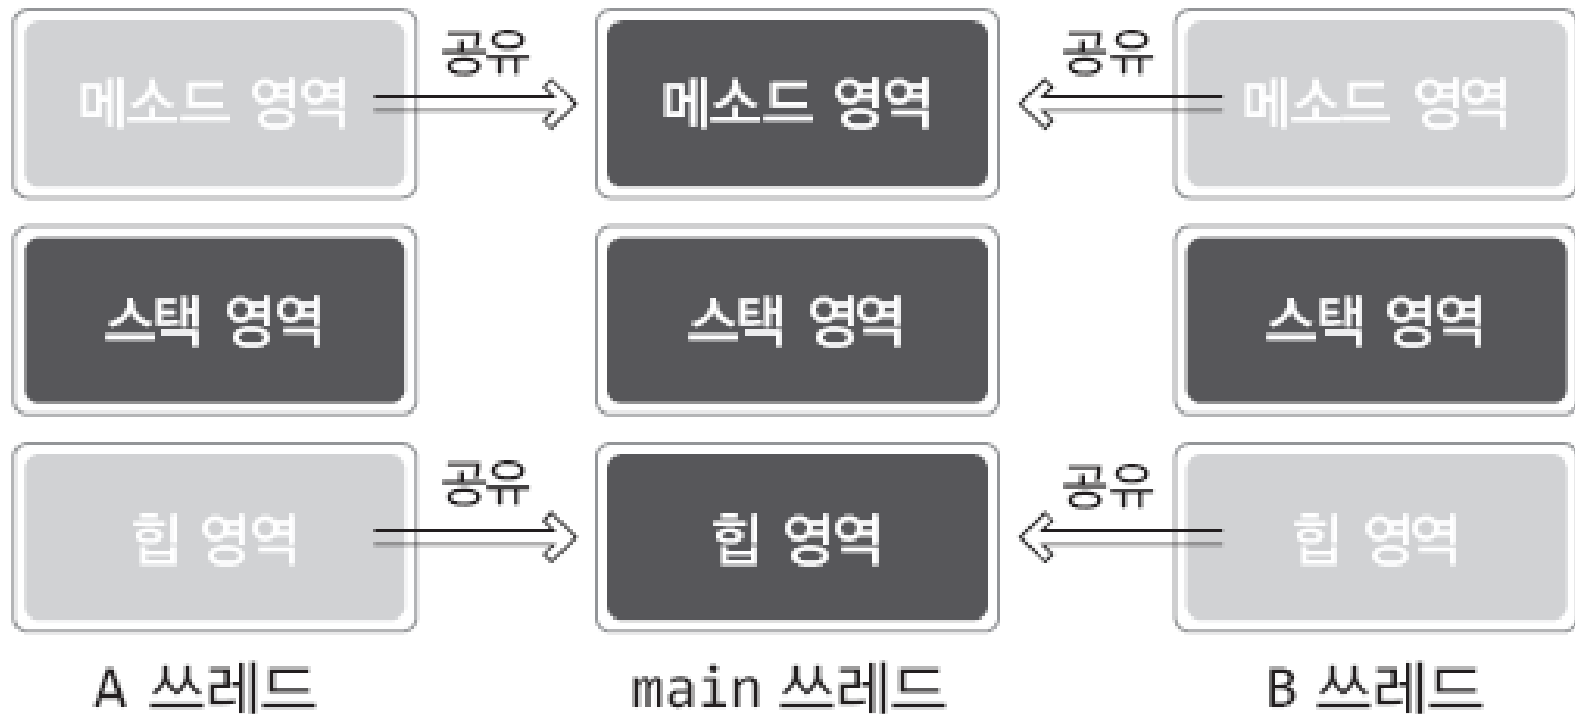 공유 공유
메소드 영역 메소드 영역 메소드 영역
스택 영역 스택 영역 스택 영역
공유 공유
힙 영역 힙 영역 힙 영역
A 쓰레드 main 쓰레드 B 쓰레드